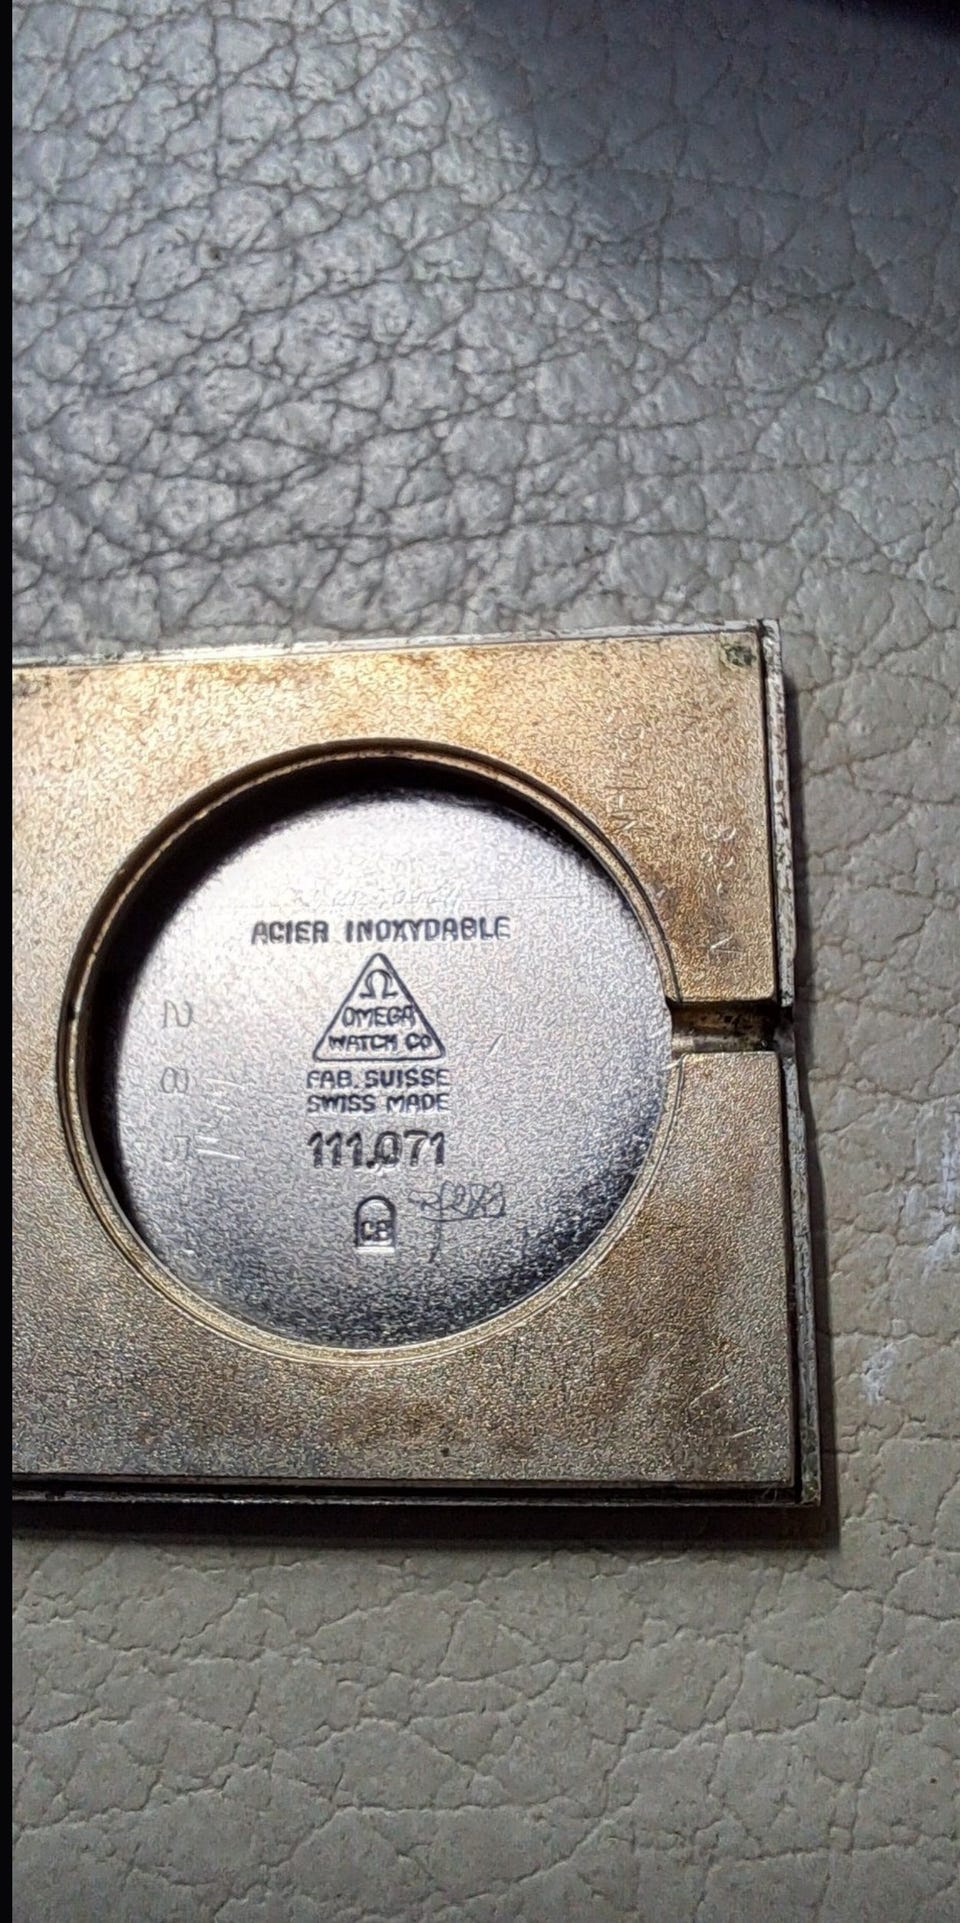 ACIER INOXYDABLE
Ω
OMEGA
WATCH CO
FAB. SUISSE
SWISS MADE
111.071
CB